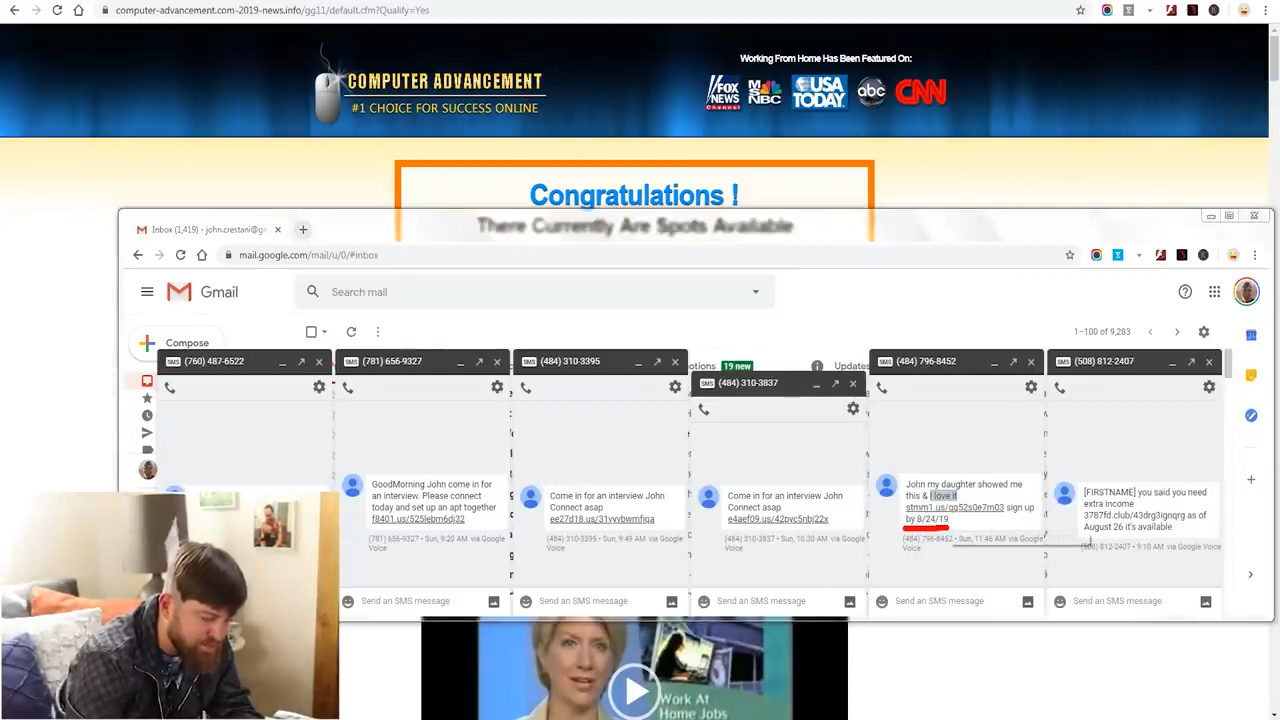 computer-advancement.com-2019-news.info/gg11/default.cfm?Qualify=Yes
COMPUTER ADVANCEMENT
#1 CHOICE FOR SUCCESS ONLINE
Working From Home Has Been Featured On:
FOX NEWS Channel
MSNBC
USA TODAY
abc
CNN
Congratulations !
There Currently Are Spots Available
Inbox (1,419) - john.crestani@gm
mail.google.com/mail/u/0/#inbox
Gmail
Search mail
Compose
1–100 of 9,283
19 new
Updates
SMS (760) 487-6522
SMS (781) 656-9327
GoodMorning John come in for
an interview. Please connect
today and set up an apt together
f8401.us/525lebm6dj32
(781) 656-9327 • Sun, 9:20 AM via Google
Voice
Send an SMS message
SMS (484) 310-3395
Come in for an interview John
Connect asap
ee27d18.us/31vyvbwmfjqa
(484) 310-3395 • Sun, 9:49 AM via Google
Voice
Send an SMS message
SMS (484) 310-3837
Come in for an interview John
Connect asap
e4aef09.us/42pyc5nbj22x
(484) 310-3837 • Sun, 10:30 AM via Google
Voice
Send an SMS message
SMS (484) 796-8452
John my daughter showed me
this & I love it
stmm1.us/qq52s0e7m03 sign up
by 8/24/19
(484) 796-8452 • Sun, 11:46 AM via Google
Voice
Send an SMS message
SMS (508) 812-2407
[FIRSTNAME] you said you need
extra income
3787fd.club/43drg3ignqrg as of
August 26 it's available
(508) 812-2407 • 9:10 AM via Google Voice
Send an SMS message
Work At
Home Jobs